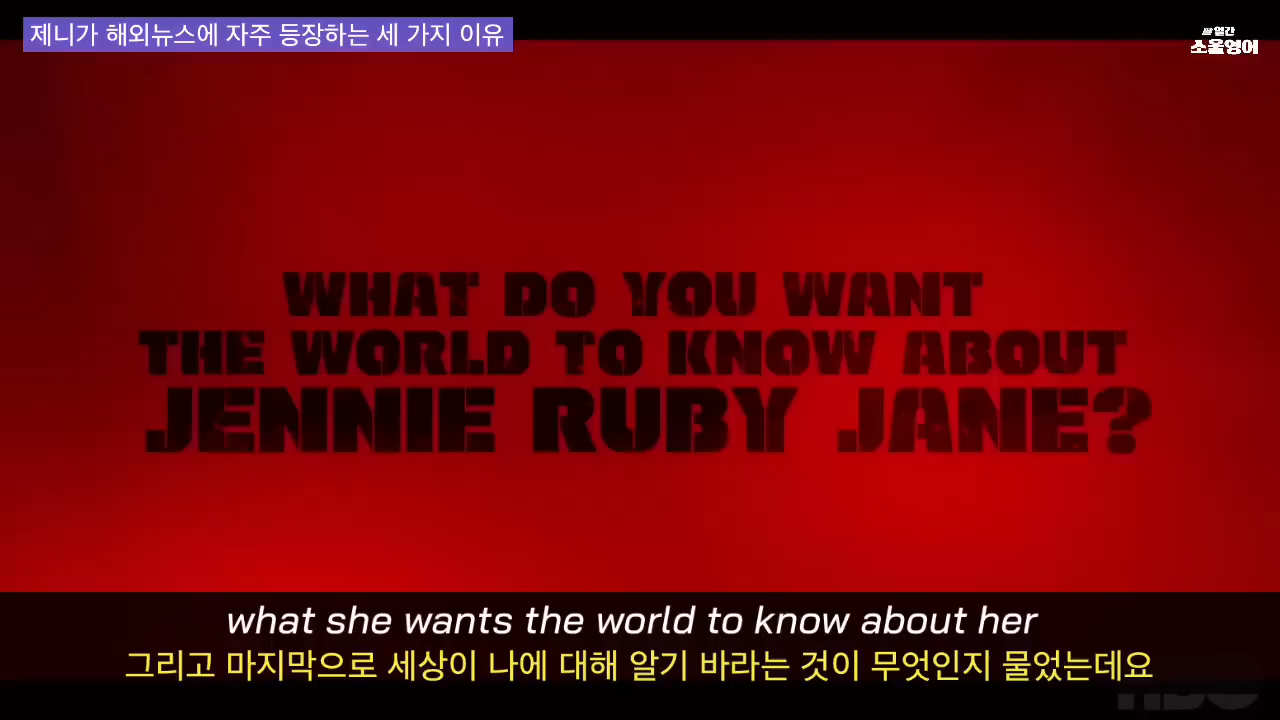 제니가 해외뉴스에 자주 등장하는 세 가지 이유
월간
소울영어
WHAT DO YOU WANT
THE WORLD TO KNOW ABOUT
JENNIE RUBY JANE?
what she wants the world to know about her
그리고 마지막으로 세상이 나에 대해 알기 바라는 것이 무엇인지 물었는데요